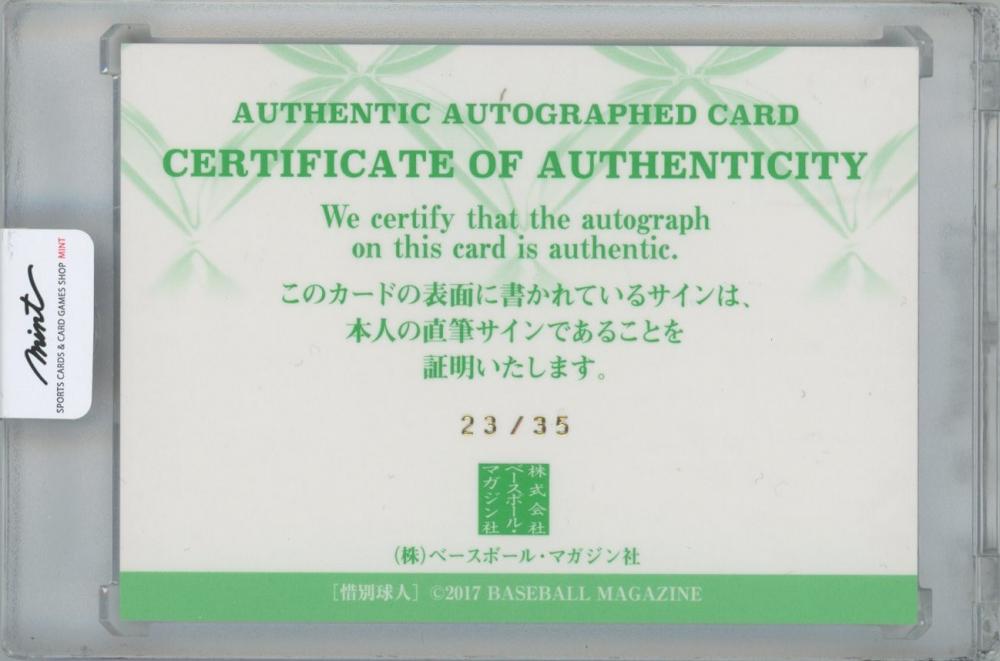 AUTHENTIC AUTOGRAPHED CARD
CERTIFICATE OF AUTHENTICITY
We certify that the autograph
on this card is authentic.
このカードの表面に書かれているサインは、
本人の直筆サインであることを
証明いたします。
23/35
株式会社
ベースボール・
マガジン社
(株)ベースボール・マガジン社
[惜別球人] ©2017 BASEBALL MAGAZINE
mint
SPORTS CARDS & CARD GAMES SHOP MINT